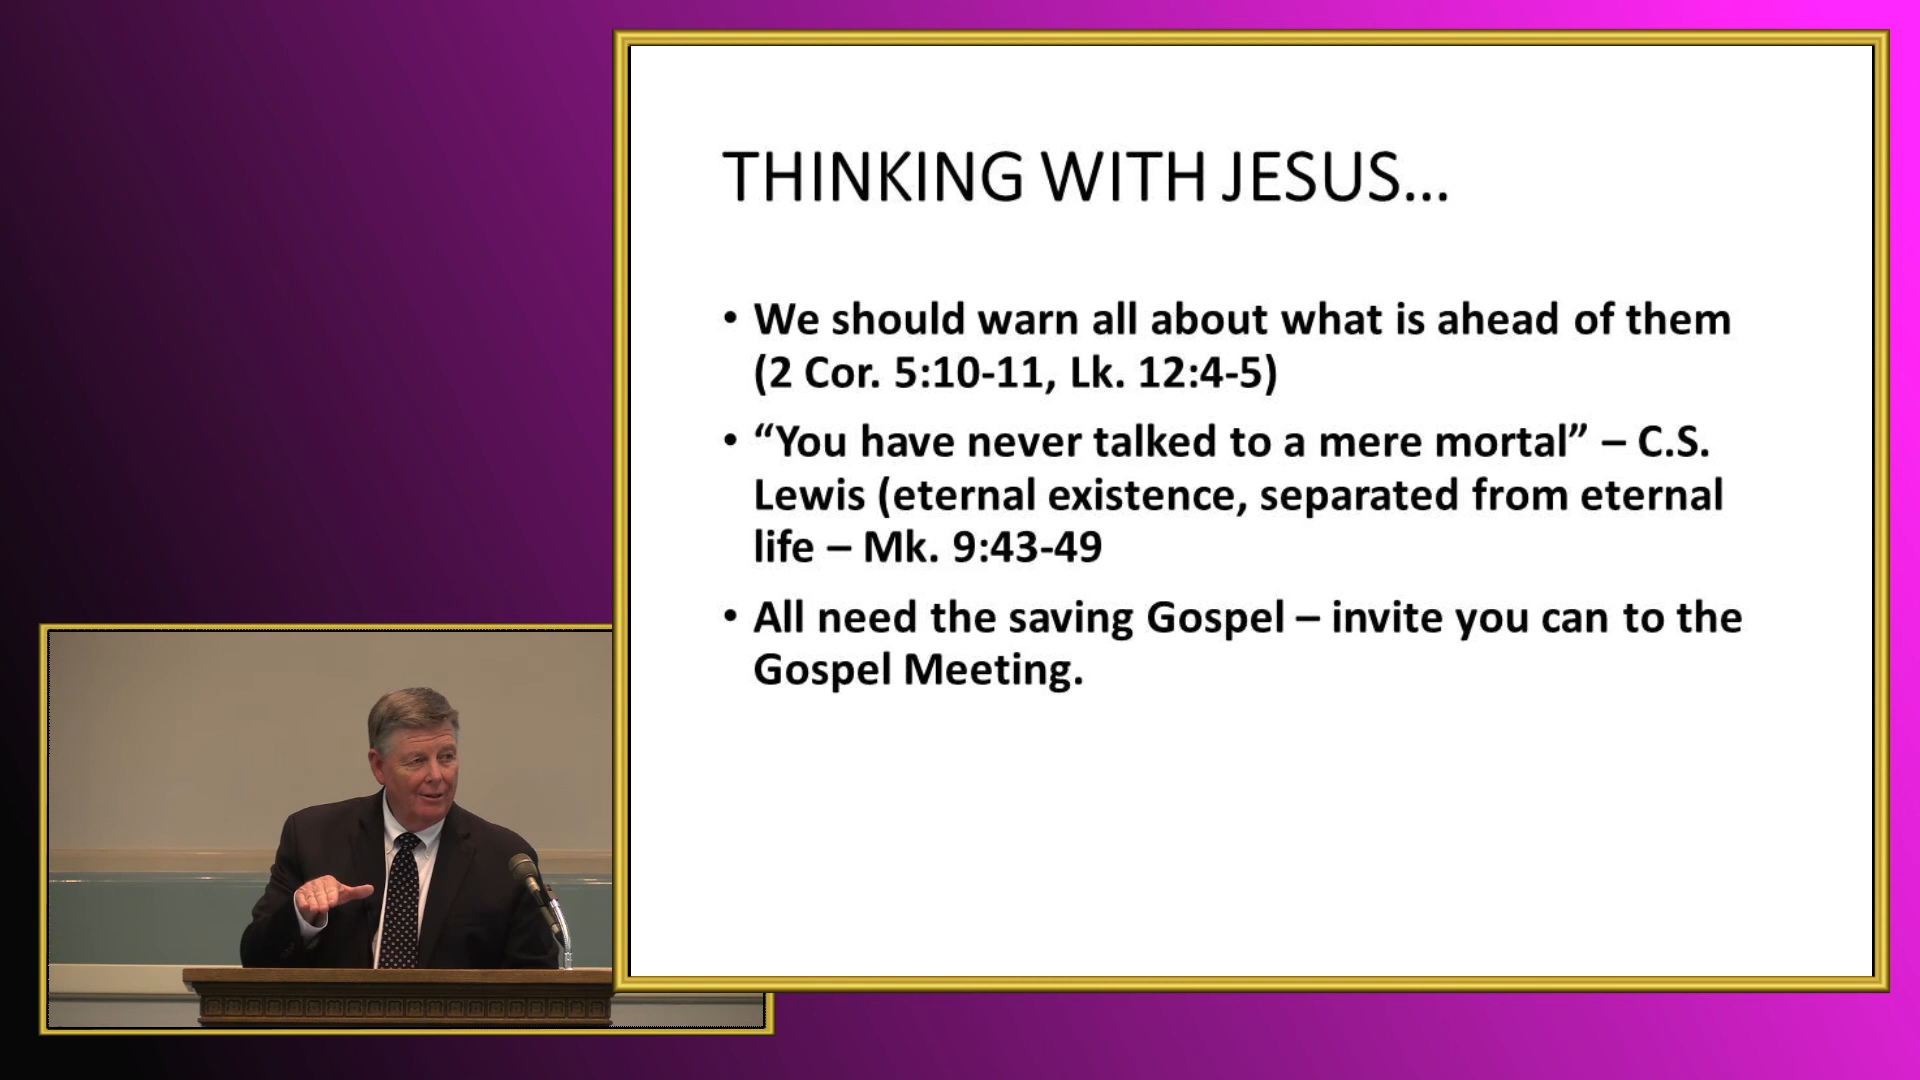 THINKING WITH JESUS...
• We should warn all about what is ahead of them
(2 Cor. 5:10-11, Lk. 12:4-5)
• “You have never talked to a mere mortal” – C.S.
Lewis (eternal existence, separated from eternal
life – Mk. 9:43-49
• All need the saving Gospel – invite you can to the
Gospel Meeting.